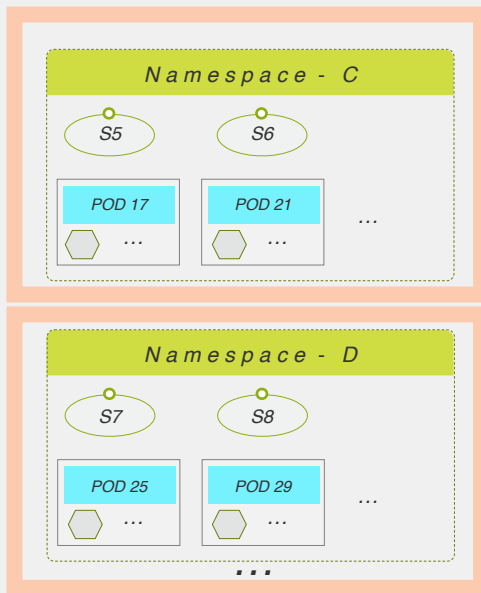 Namespace - C
S5 S6
POD 17 POD 21
... ... ...
Namespace - D
S7 S8
POD 25 POD 29
... ... ...
...